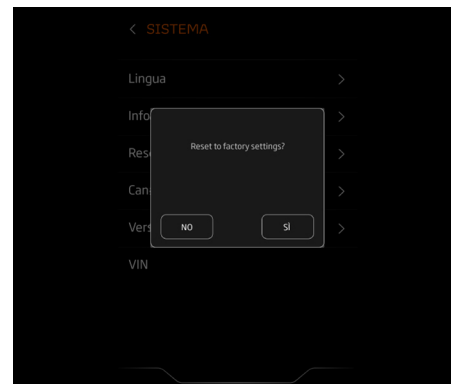 < SISTEMA
Lingua >
Info >
Rese >
Can >
Vers >
Reset to factory settings?
NO SÌ
VIN